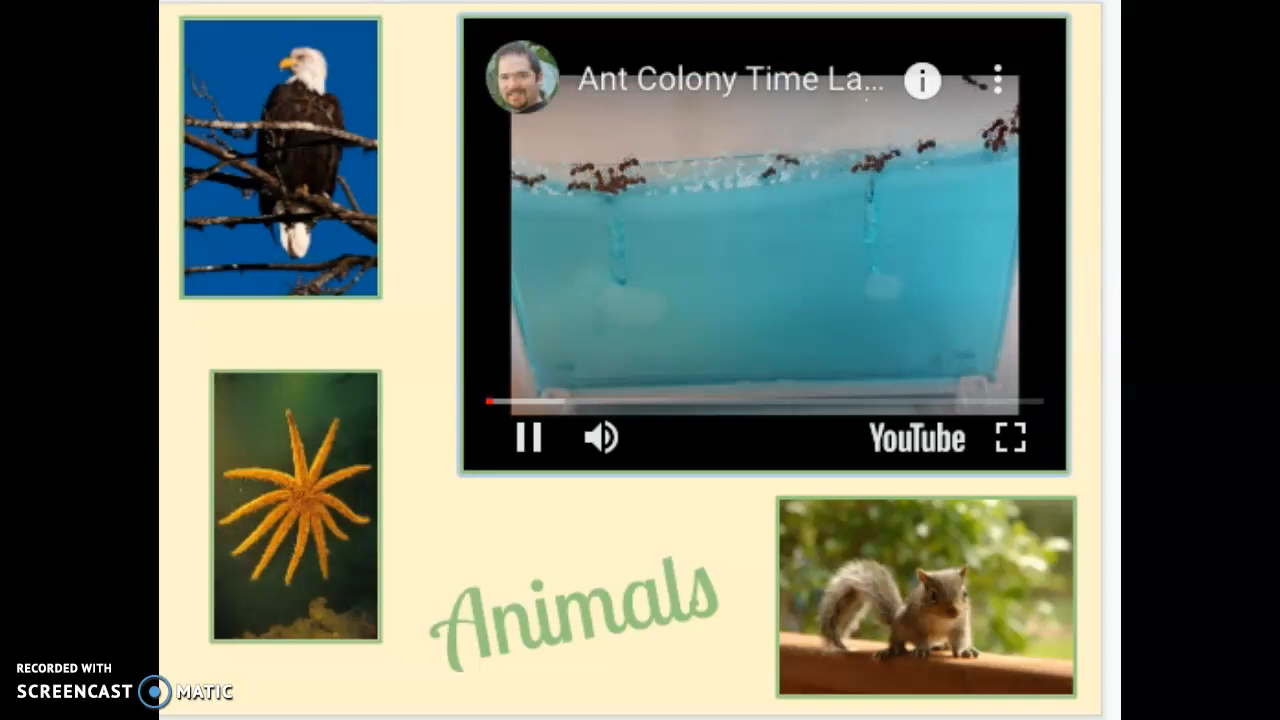 Ant Colony Time La...
YouTube
Animals
RECORDED WITH
SCREENCAST MATIC